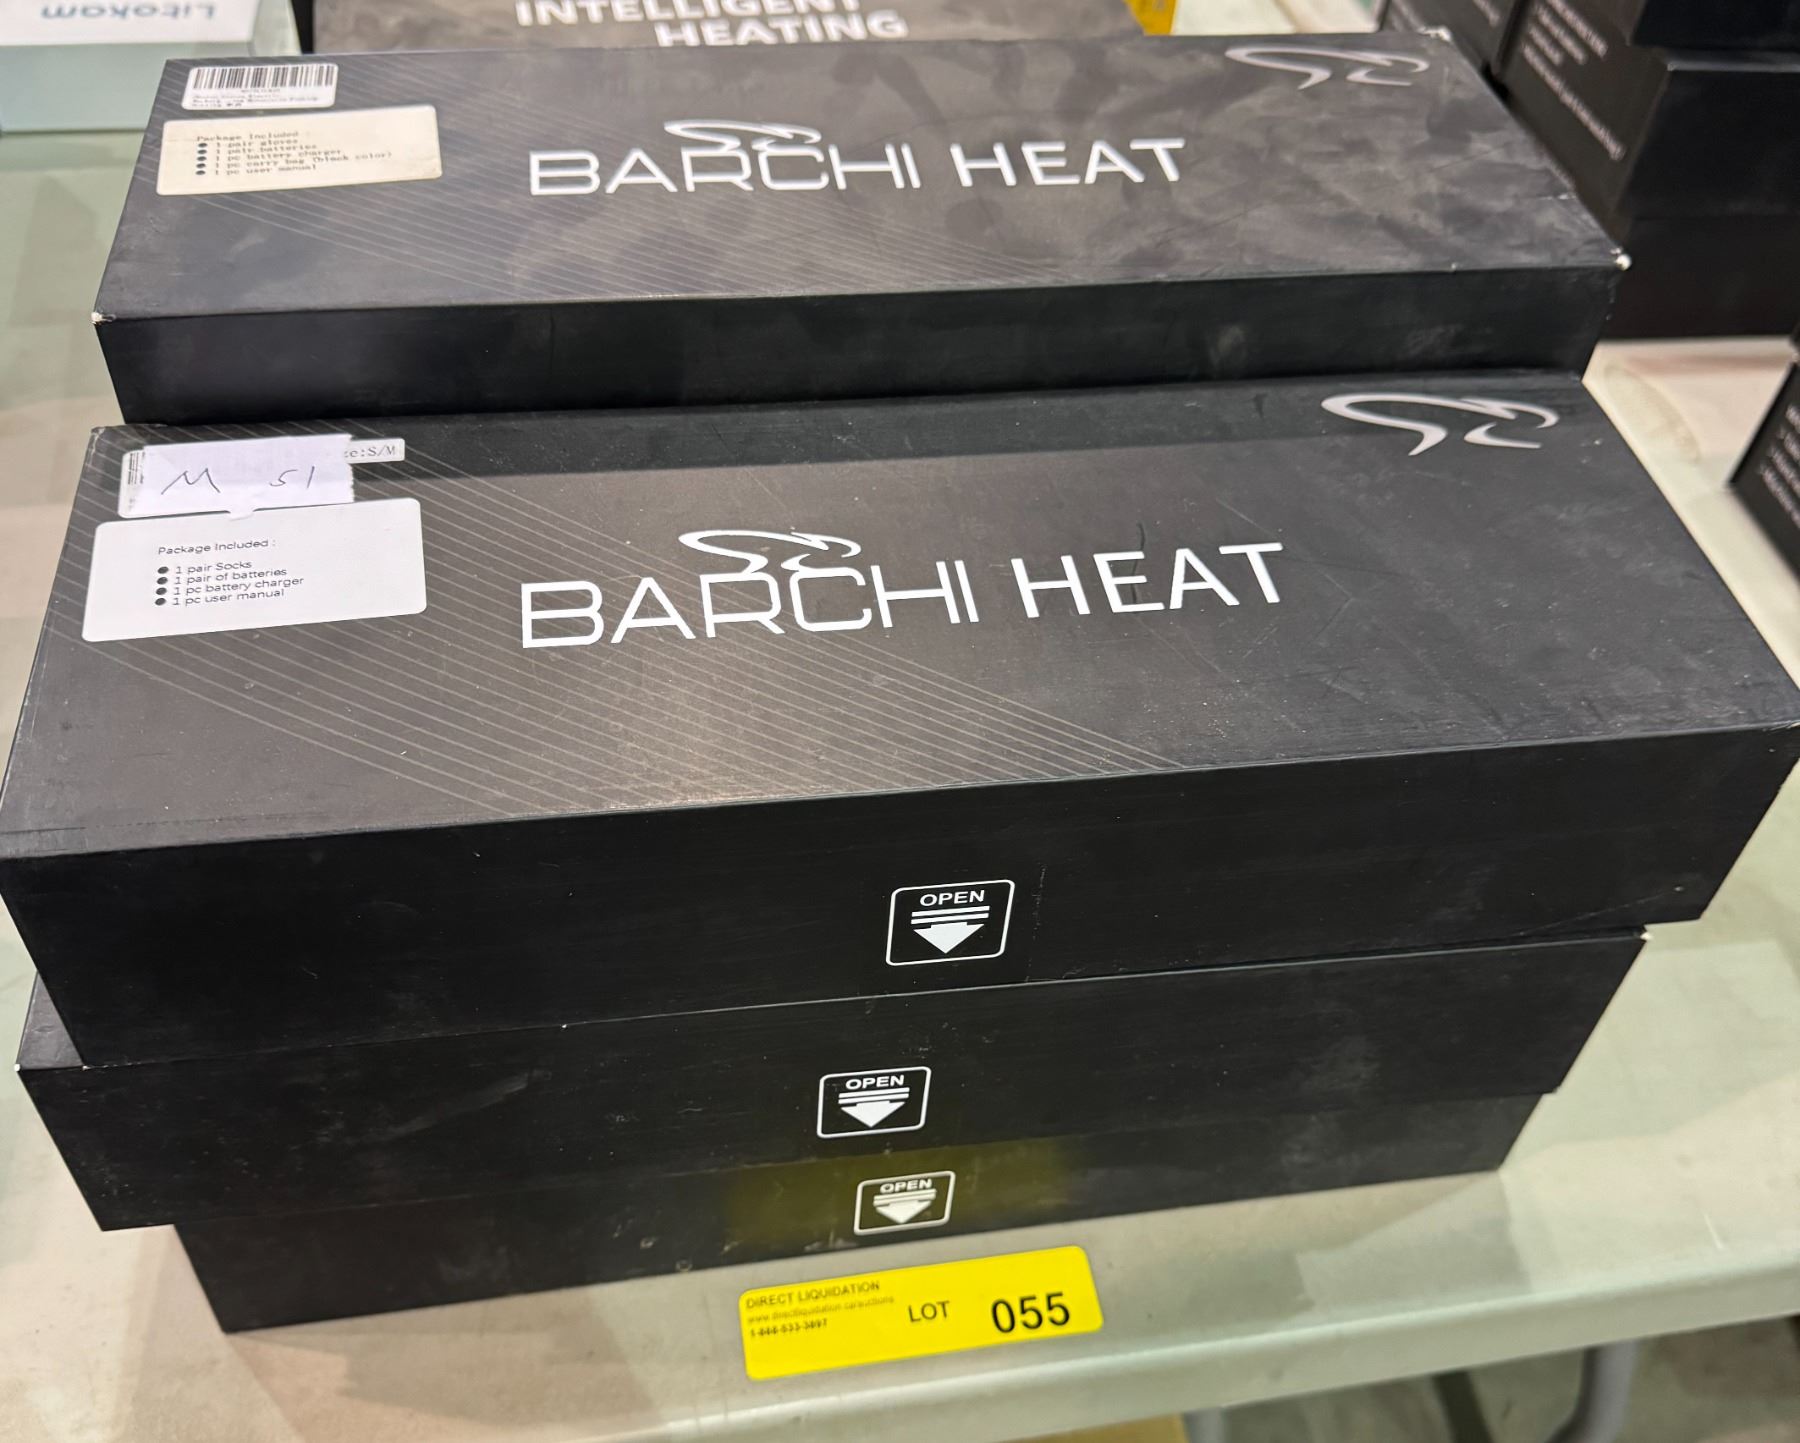 Litokam
INTELLIGENT
HEATING
Package Included :
1 pair gloves
1 pair batteries
1 pc battery charger
1 pc carry bag (black color)
1 pc user manual
BARCHI HEAT
e:S/M
M 51
Package Included :
1 pair Socks
1 pair of batteries
1 pc battery charger
1 pc user manual
BARCHI HEAT
OPEN
OPEN
OPEN
DIRECT LIQUIDATION
LOT 055